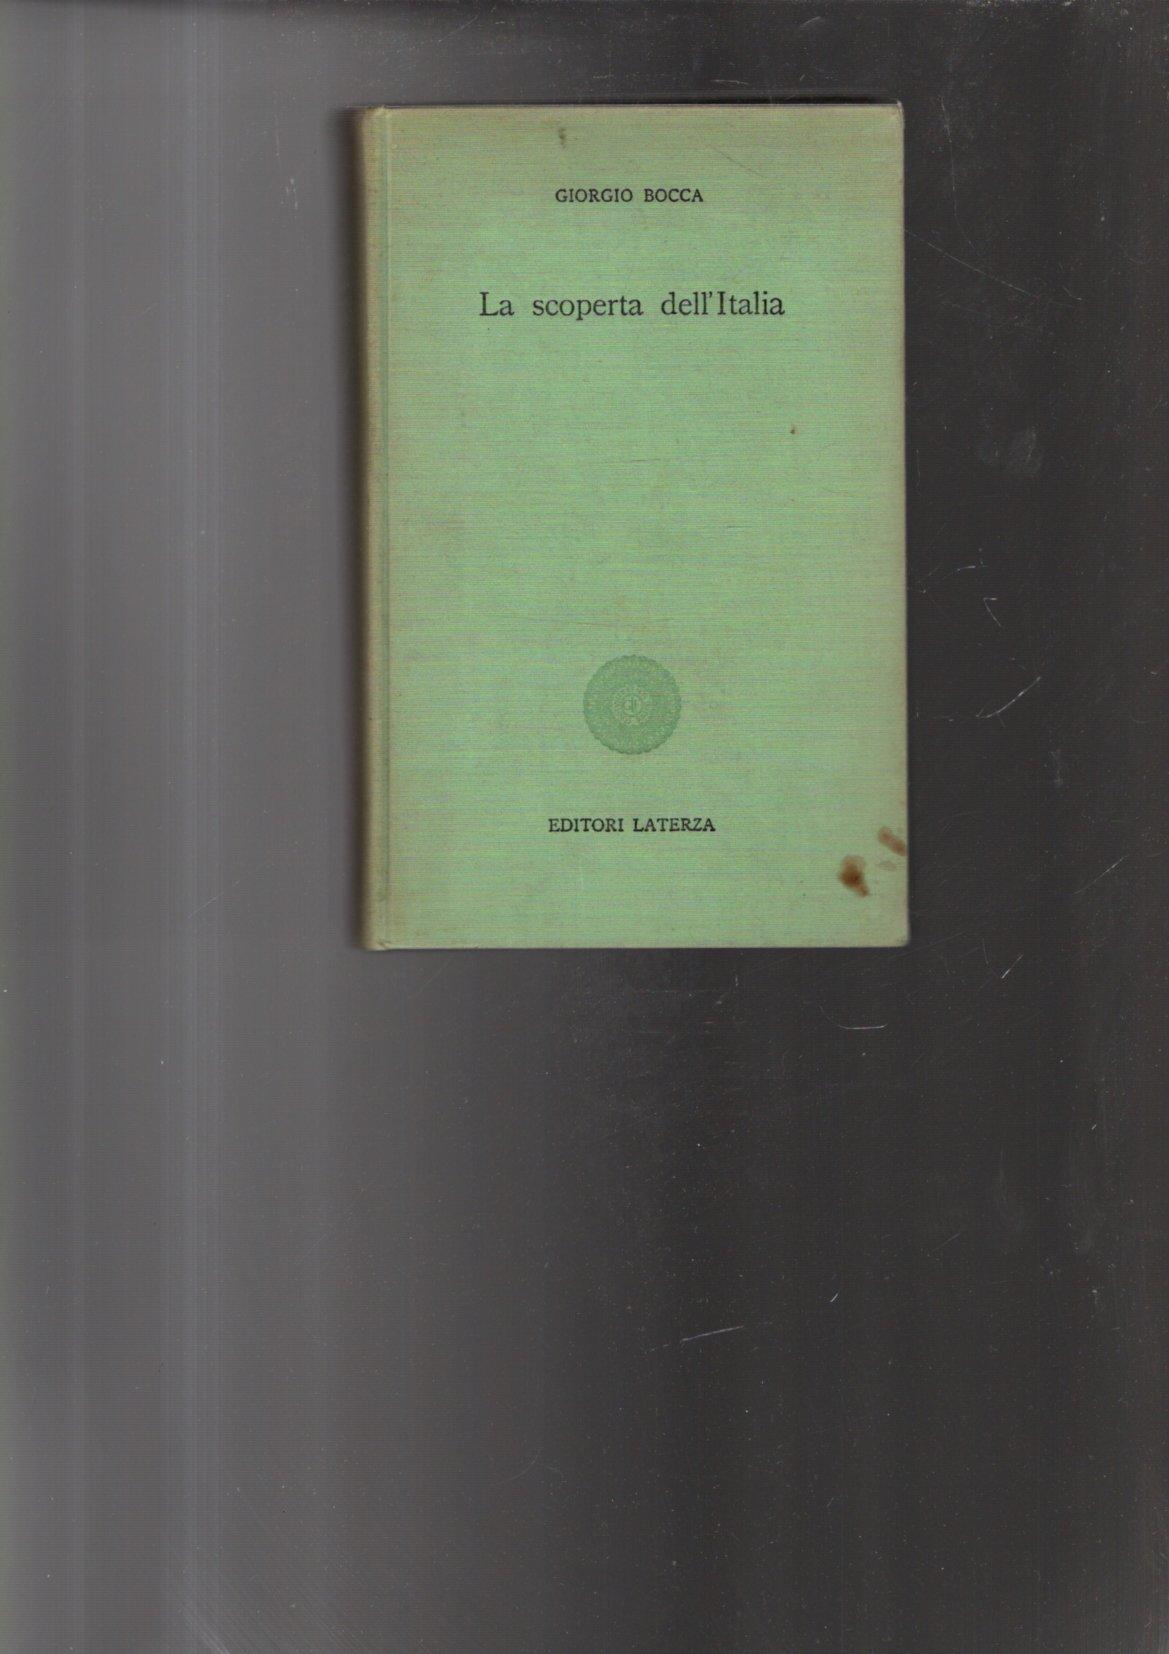 GIORGIO BOCCA
La scoperta dell'Italia
EDITORI LATERZA